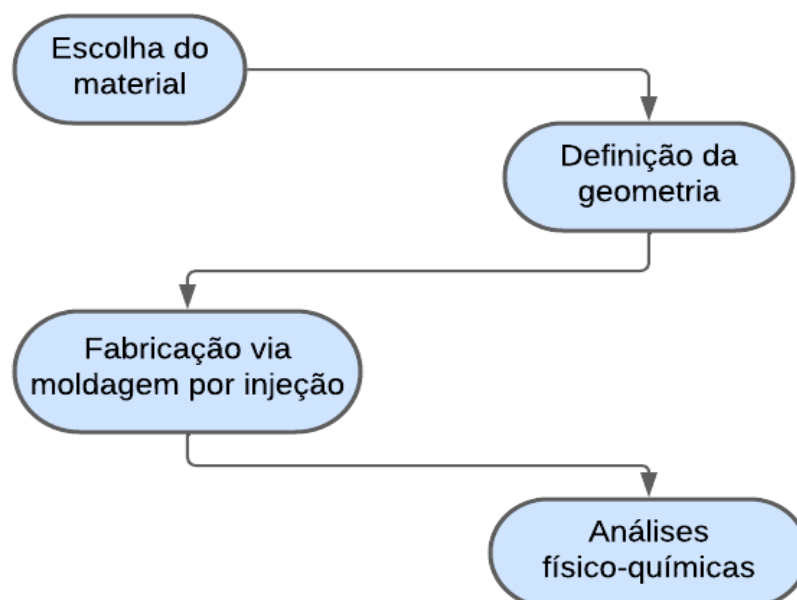 Escolha do
material
Definição da
geometria
Fabricação via
moldagem por injeção
Análises
físico-químicas